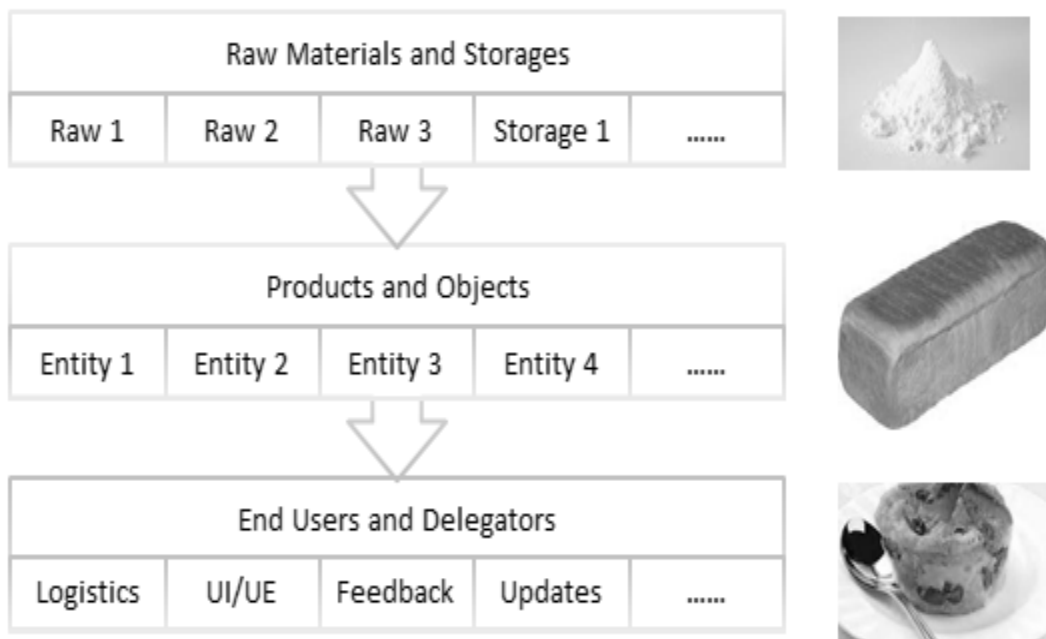 Raw Materials and Storages
Raw 1 Raw 2 Raw 3 Storage 1 ......
Products and Objects
Entity 1 Entity 2 Entity 3 Entity 4 ......
End Users and Delegators
Logistics UI/UE Feedback Updates ......